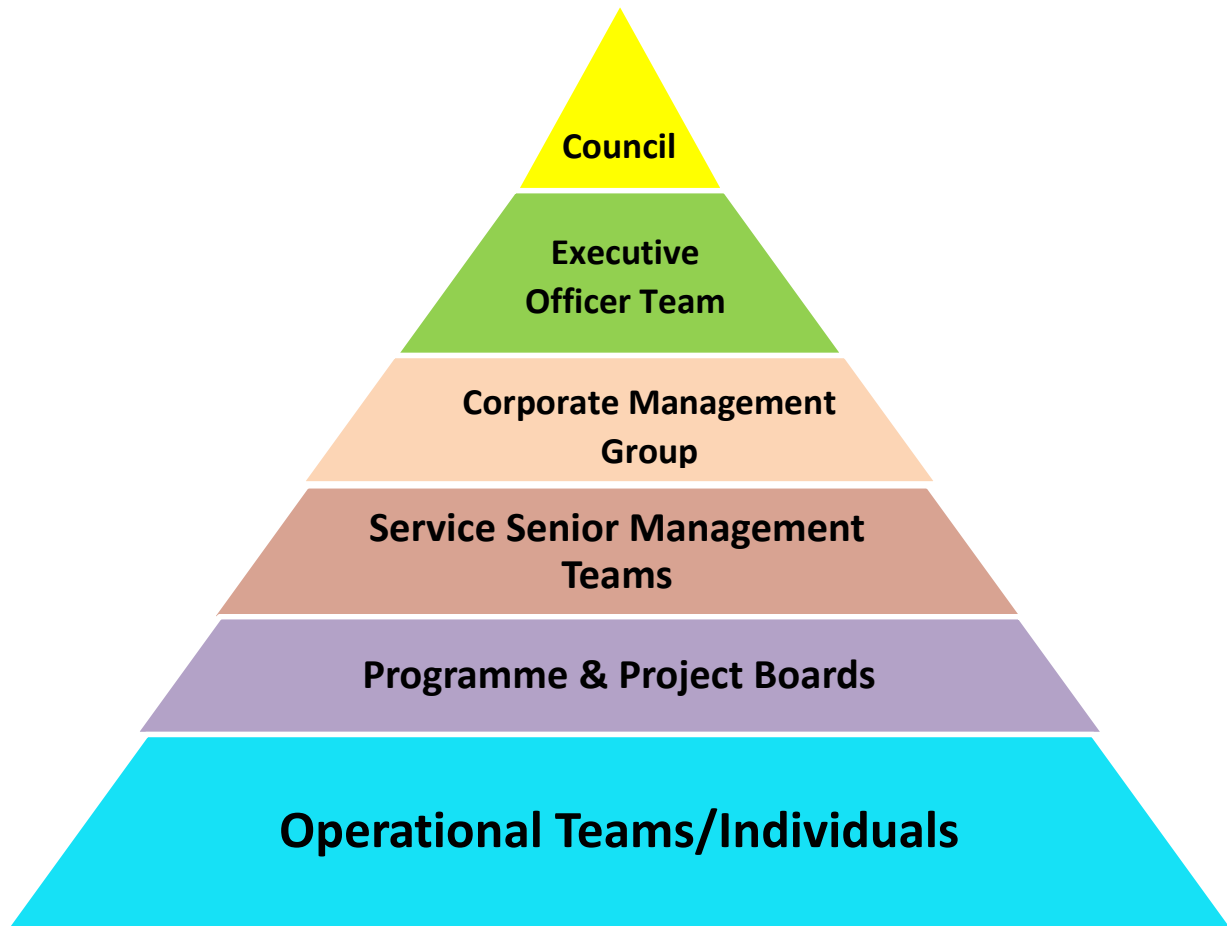 Council
Executive
Officer Team
Corporate Management
Group
Service Senior Management
Teams
Programme & Project Boards
Operational Teams/Individuals